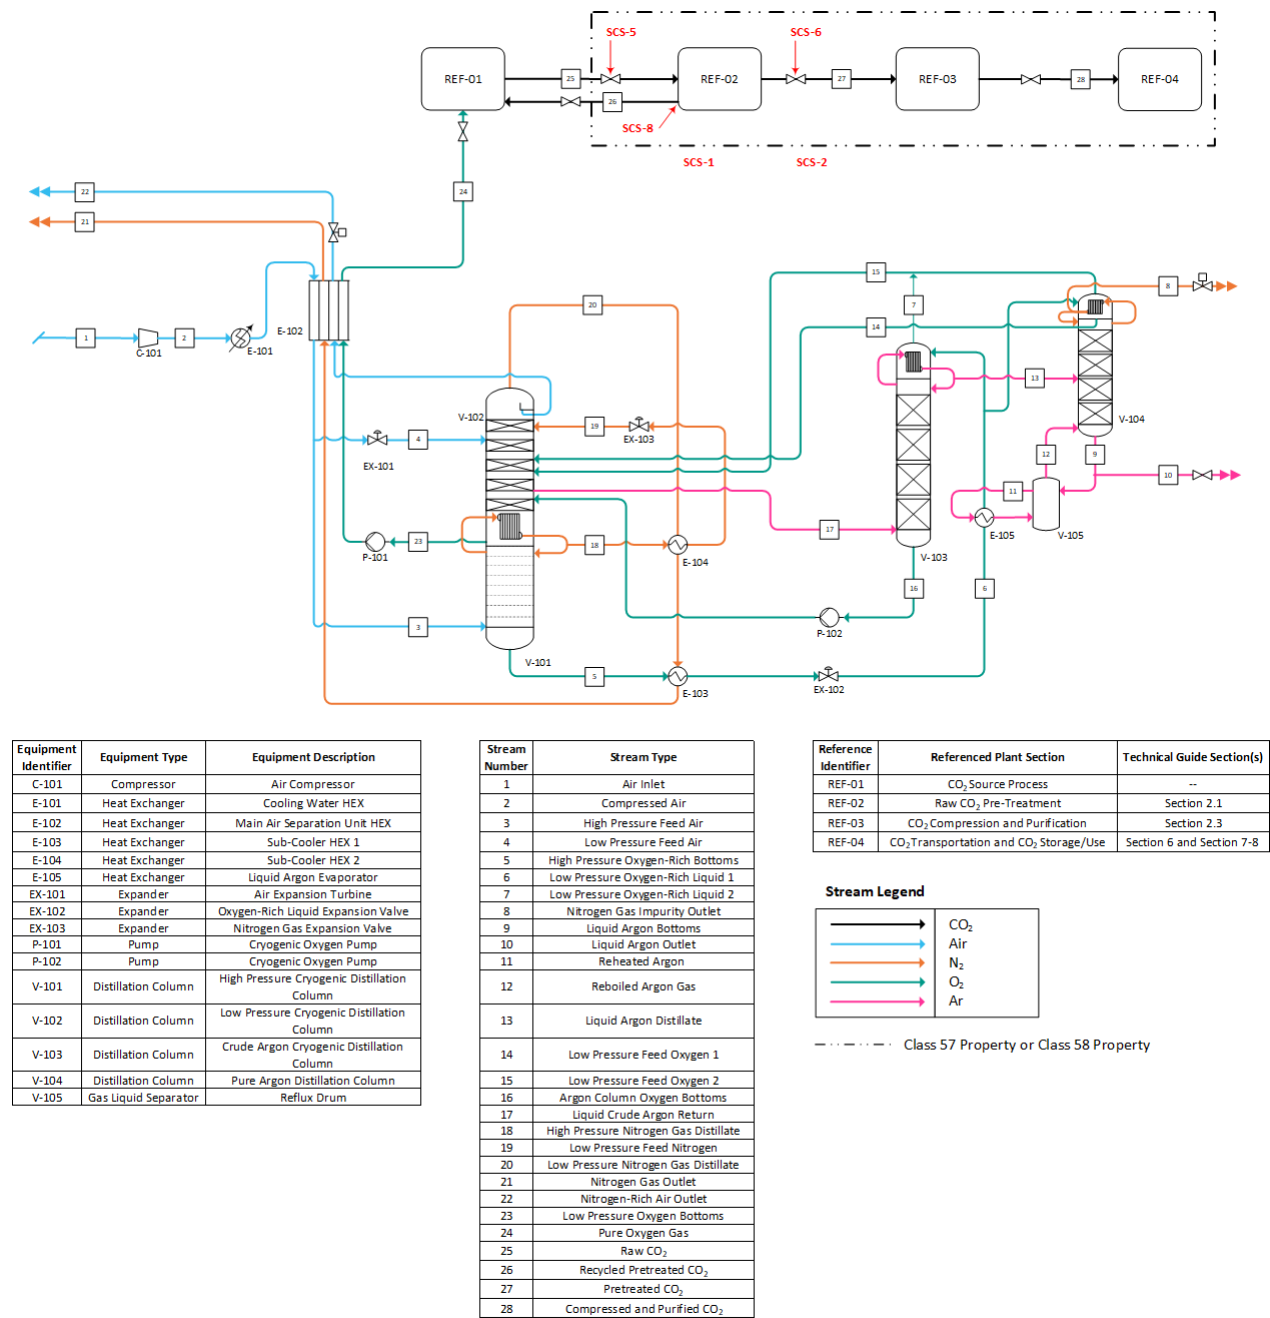 SCS-5
SCS-6
REF-01
25
REF-02
27
REF-03
28
REF-04
26
SCS-8
SCS-1
SCS-2
22
24
21
15
8
20
7
E-102
14
1
C-101
2
E-101
13
V-102
19
V-104
4
EX-103
12
9
EX-101
10
11
17
E-105
V-105
P-101
23
18
E-104
V-103
16
6
3
P-102
V-101
5
E-103
EX-102
Equipment Identifier Equipment Type Equipment Description
C-101 Compressor Air Compressor
E-101 Heat Exchanger Cooling Water HEX
E-102 Heat Exchanger Main Air Separation Unit HEX
E-103 Heat Exchanger Sub-Cooler HEX 1
E-104 Heat Exchanger Sub-Cooler HEX 2
E-105 Heat Exchanger Liquid Argon Evaporator
EX-101 Expander Air Expansion Turbine
EX-102 Expander Oxygen-Rich Liquid Expansion Valve
EX-103 Expander Nitrogen Gas Expansion Valve
P-101 Pump Cryogenic Oxygen Pump
P-102 Pump Cryogenic Oxygen Pump
V-101 Distillation Column High Pressure Cryogenic Distillation Column
V-102 Distillation Column Low Pressure Cryogenic Distillation Column
V-103 Distillation Column Crude Argon Cryogenic Distillation Column
V-104 Distillation Column Pure Argon Distillation Column
V-105 Gas Liquid Separator Reflux Drum
Stream Number Stream Type
1 Air Inlet
2 Compressed Air
3 High Pressure Feed Air
4 Low Pressure Feed Air
5 High Pressure Oxygen-Rich Bottoms
6 Low Pressure Oxygen-Rich Liquid 1
7 Low Pressure Oxygen-Rich Liquid 2
8 Nitrogen Gas Impurity Outlet
9 Liquid Argon Bottoms
10 Liquid Argon Outlet
11 Reheated Argon
12 Reboiled Argon Gas
13 Liquid Argon Distillate
14 Low Pressure Feed Oxygen 1
15 Low Pressure Feed Oxygen 2
16 Argon Column Oxygen Bottoms
17 Liquid Crude Argon Return
18 High Pressure Nitrogen Gas Distillate
19 Low Pressure Feed Nitrogen
20 Low Pressure Nitrogen Gas Distillate
21 Nitrogen Gas Outlet
22 Nitrogen-Rich Air Outlet
23 Low Pressure Oxygen Bottoms
24 Pure Oxygen Gas
25 Raw CO₂
26 Recycled Pretreated CO₂
27 Pretreated CO₂
28 Compressed and Purified CO₂
Reference Identifier Referenced Plant Section Technical Guide Section(s)
REF-01 CO₂ Source Process --
REF-02 Raw CO₂ Pre-Treatment Section 2.1
REF-03 CO₂ Compression and Purification Section 2.3
REF-04 CO₂ Transportation and CO₂ Storage/Use Section 6 and Section 7-8
Stream Legend
CO₂
Air
N₂
O₂
Ar
Class 57 Property or Class 58 Property